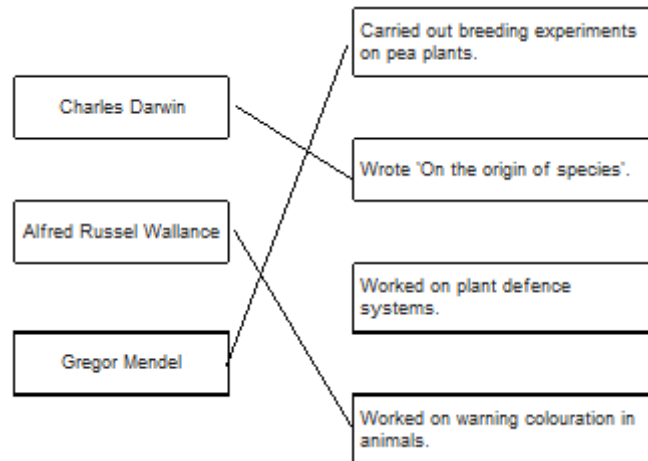 Carried out breeding experiments
on pea plants.
Charles Darwin
Wrote 'On the origin of species'.
Alfred Russel Wallance
Worked on plant defence
systems.
Gregor Mendel
Worked on warning colouration in
animals.